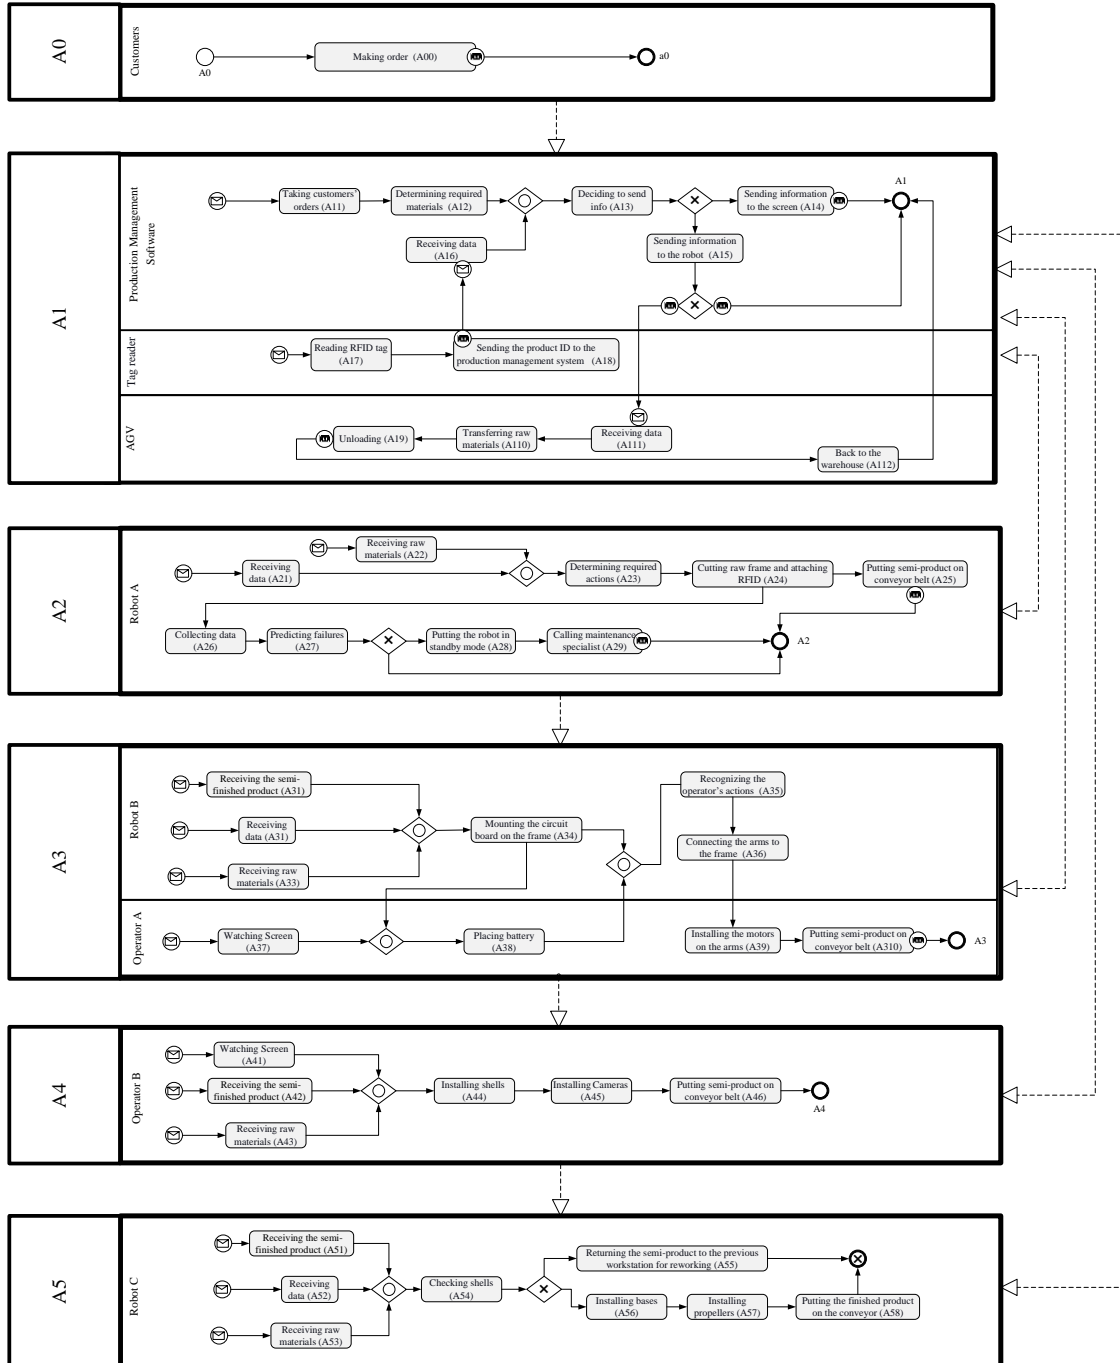 A0
Customers
A0
Making order (A00)
a0
A1
Production Management
Software
Taking customers'
orders (A11)
Determining required
materials (A12)
Deciding to send
info (A13)
Sending information
to the screen (A14)
A1
Receiving data
(A16)
Sending information
to the robot (A15)
Tag reader
Reading RFID tag
(A17)
Sending the product ID to the
production management system (A18)
AGV
Unloading (A19)
Transferring raw
materials (A110)
Receiving data
(A111)
Back to the
warehouse (A112)
A2
Robot A
Receiving raw
materials (A22)
Receiving
data (A21)
Determining required
actions (A23)
Cutting raw frame and attaching
RFID (A24)
Putting semi-product on
conveyor belt (A25)
Collecting data
(A26)
Predicting failures
(A27)
Putting the robot in
standby mode (A28)
Calling maintenance
specialist (A29)
A2
A3
Robot B
Receiving the semi-
finished product (A31)
Receiving
data (A31)
Receiving raw
materials (A33)
Mounting the circuit
board on the frame (A34)
Recognizing the
operator's actions (A35)
Connecting the arms to
the frame (A36)
Operator A
Watching Screen
(A37)
Placing battery
(A38)
Installing the motors
on the arms (A39)
Putting semi-product on
conveyor belt (A310)
A3
A4
Operator B
Watching Screen
(A41)
Receiving the semi-
finished product (A42)
Receiving raw
materials (A43)
Installing shells
(A44)
Installing Cameras
(A45)
Putting semi-product on
conveyor belt (A46)
A4
A5
Robot C
Receiving the semi-
finished product (A51)
Receiving
data (A52)
Receiving raw
materials (A53)
Checking shells
(A54)
Returning the semi-product to the previous
workstation for reworking (A55)
Installing bases
(A56)
Installing
propellers (A57)
Putting the finished product
on the conveyor (A58)